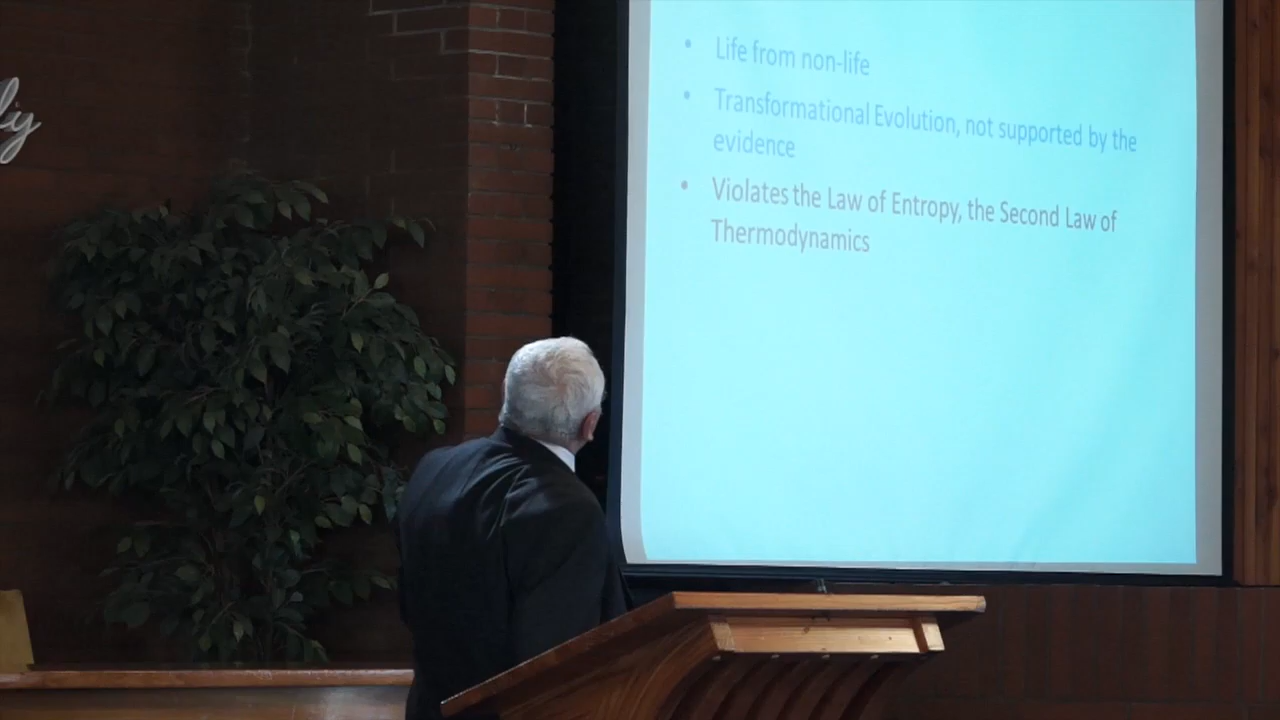 ly
• Life from non-life
• Transformational Evolution, not supported by the
evidence
• Violates the Law of Entropy, the Second Law of
Thermodynamics